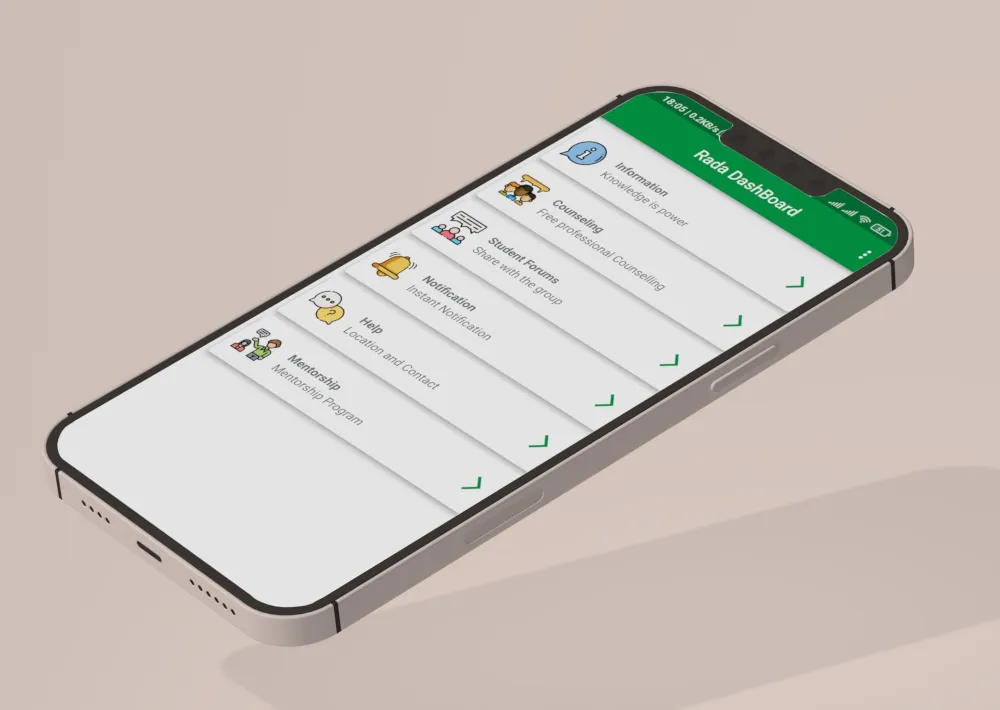 18:05 | 0.2KB/s
Rada DashBoard
Information
Knowledge is power
Counseling
Free professional Counselling
Student Forums
Share with the group
Notification
Instant Notification
Help
Location and Contact
Mentorship
Mentorship Program